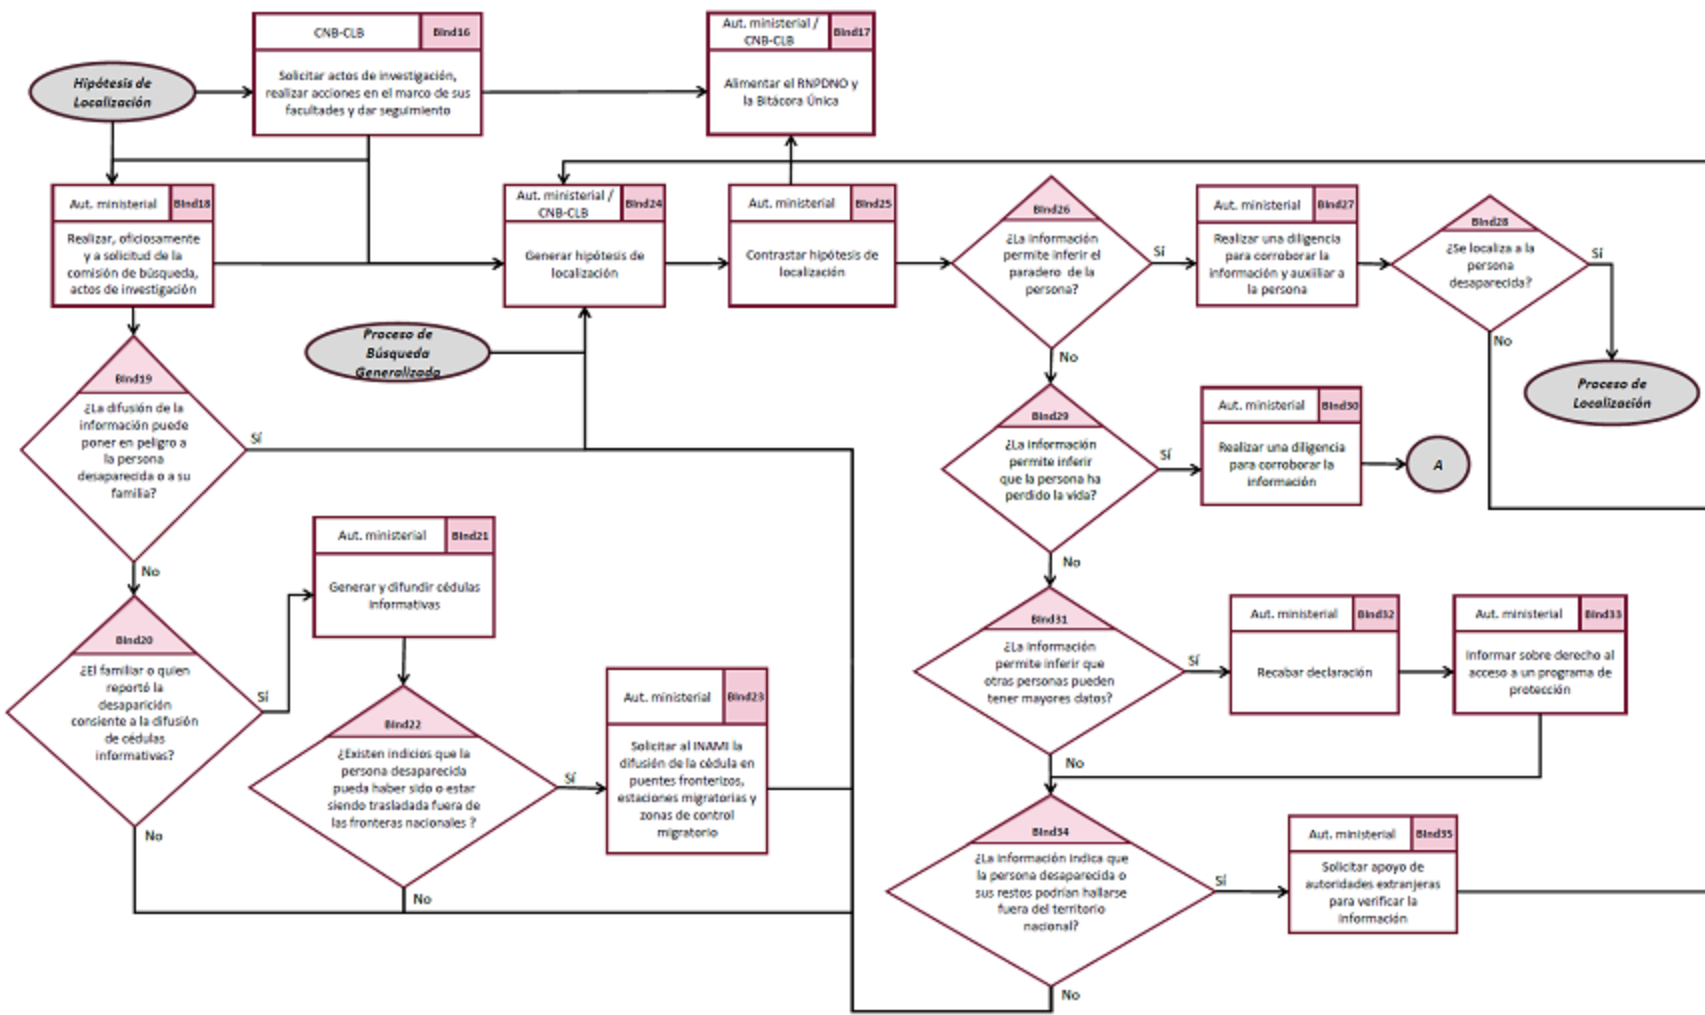 Hipótesis de
Localización
CNB-CLB
BInd16
Solicitar actos de investigación,
realizar acciones en el marco de sus
facultades y dar seguimiento
Aut. ministerial /
CNB-CLB
BInd17
Alimentar el RNPDNO y
la Bitácora Única
Aut. ministerial
BInd18
Realizar, oficiosamente
y a solicitud de la
comisión de búsqueda,
actos de investigación
Aut. ministerial /
CNB-CLB
BInd24
Generar hipótesis de
localización
Aut. ministerial
BInd25
Contrastar hipótesis de
localización
BInd26
¿La información
permite inferir el
paradero de la
persona?
Sí
No
Aut. ministerial
BInd27
Realizar una diligencia
para corroborar la
información y auxiliar a
la persona
BInd28
¿Se localiza a la
persona
desaparecida?
Sí
No
Proceso de
Localización
Proceso de
Búsqueda
Generalizada
BInd19
¿La difusión de la
información puede
poner en peligro a
la persona
desaparecida o a su
familia?
Sí
No
BInd29
¿La información
permite inferir
que la persona ha
perdido la vida?
Sí
No
Aut. ministerial
BInd30
Realizar una diligencia
para corroborar la
información
A
BInd20
¿El familiar o quien
reportó la
desaparición
consiente a la difusión
de cédulas
informativas?
Sí
No
Aut. ministerial
BInd21
Generar y difundir cédulas
informativas
BInd22
¿Existen indicios que la
persona desaparecida
pueda haber sido o estar
siendo trasladada fuera de
las fronteras nacionales ?
Sí
No
Aut. ministerial
BInd23
Solicitar al INAMI la
difusión de la cédula en
puentes fronterizos,
estaciones migratorias y
zonas de control
migratorio
BInd31
¿La información
permite inferir que
otras personas pueden
tener mayores datos?
Sí
No
Aut. ministerial
BInd32
Recabar declaración
Aut. ministerial
BInd33
Informar sobre derecho al
acceso a un programa de
protección
BInd34
¿La información indica que
la persona desaparecida o
sus restos podrían hallarse
fuera del territorio
nacional?
Sí
No
Aut. ministerial
BInd35
Solicitar apoyo de
autoridades extranjeras
para verificar la
información